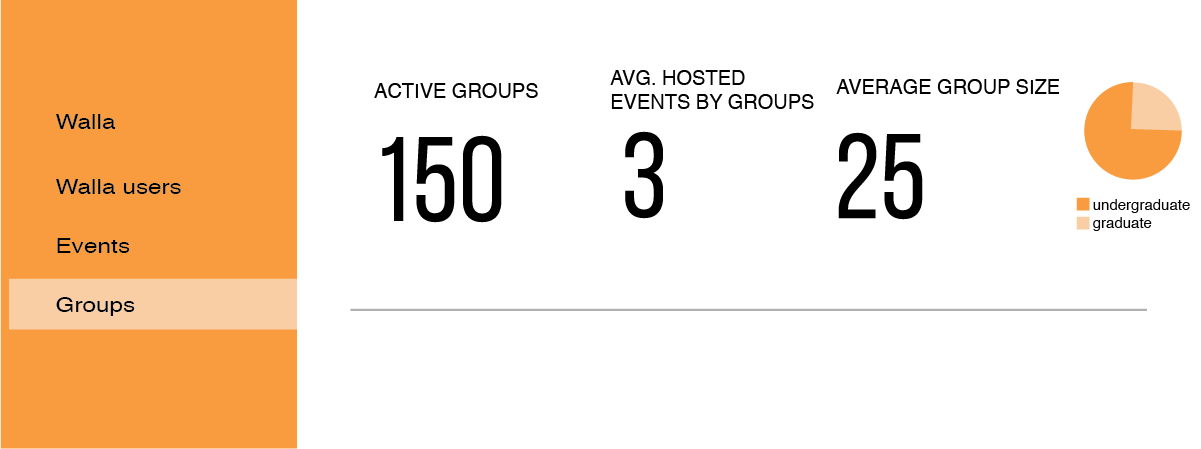 Walla
Walla users
Events
Groups
ACTIVE GROUPS
150
AVG. HOSTED
EVENTS BY GROUPS
3
AVERAGE GROUP SIZE
25
undergraduate
graduate